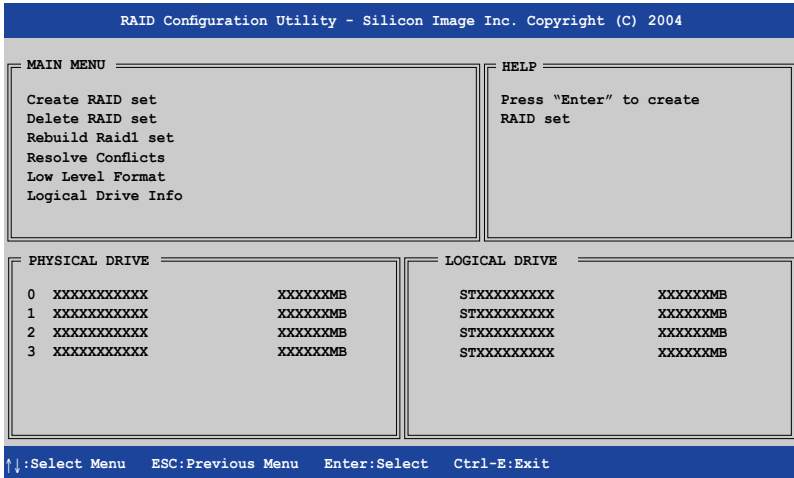 RAID Configuration Utility - Silicon Image Inc. Copyright (C) 2004
MAIN MENU
Create RAID set
Delete RAID set
Rebuild Raid1 set
Resolve Conflicts
Low Level Format
Logical Drive Info
HELP
Press “Enter” to create
RAID set
PHYSICAL DRIVE
0 XXXXXXXXXXX XXXXXXMB
1 XXXXXXXXXXX XXXXXXMB
2 XXXXXXXXXXX XXXXXXMB
3 XXXXXXXXXXX XXXXXXMB
LOGICAL DRIVE
STXXXXXXXXX XXXXXXMB
STXXXXXXXXX XXXXXXMB
STXXXXXXXXX XXXXXXMB
STXXXXXXXXX XXXXXXMB
↑↓:Select Menu ESC:Previous Menu Enter:Select Ctrl-E:Exit